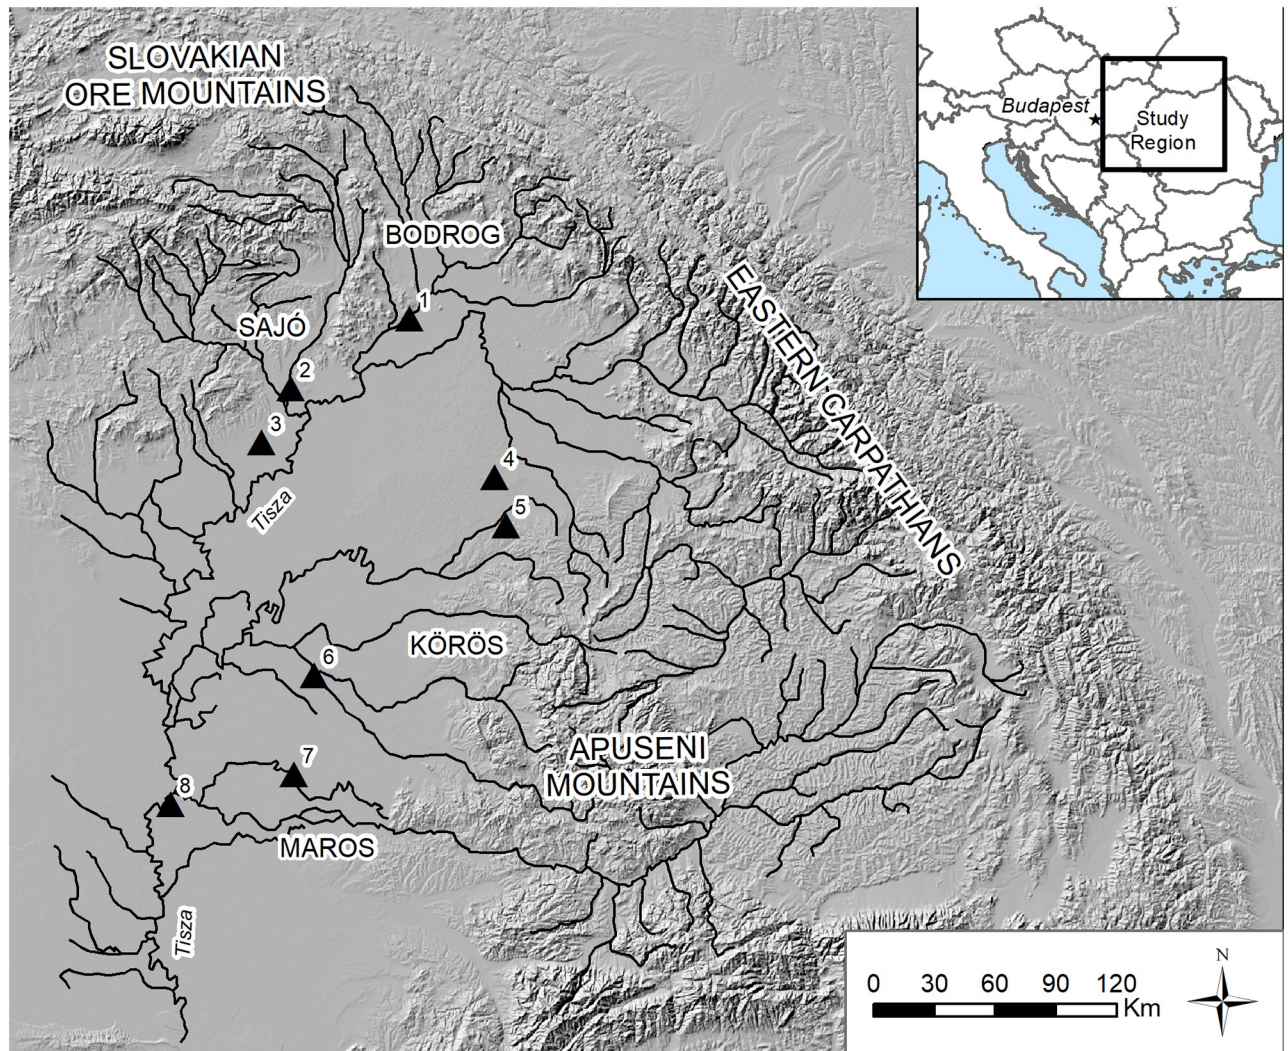 SLOVAKIAN
ORE MOUNTAINS
Budapest
Study
Region
BODROG
EASTERN CARPATHIANS
1
SAJÓ
2
3
Tisza
4
5
KÖRÖS
6
APUSENI
MOUNTAINS
7
8
MAROS
Tisza
N
0 30 60 90 120
Km